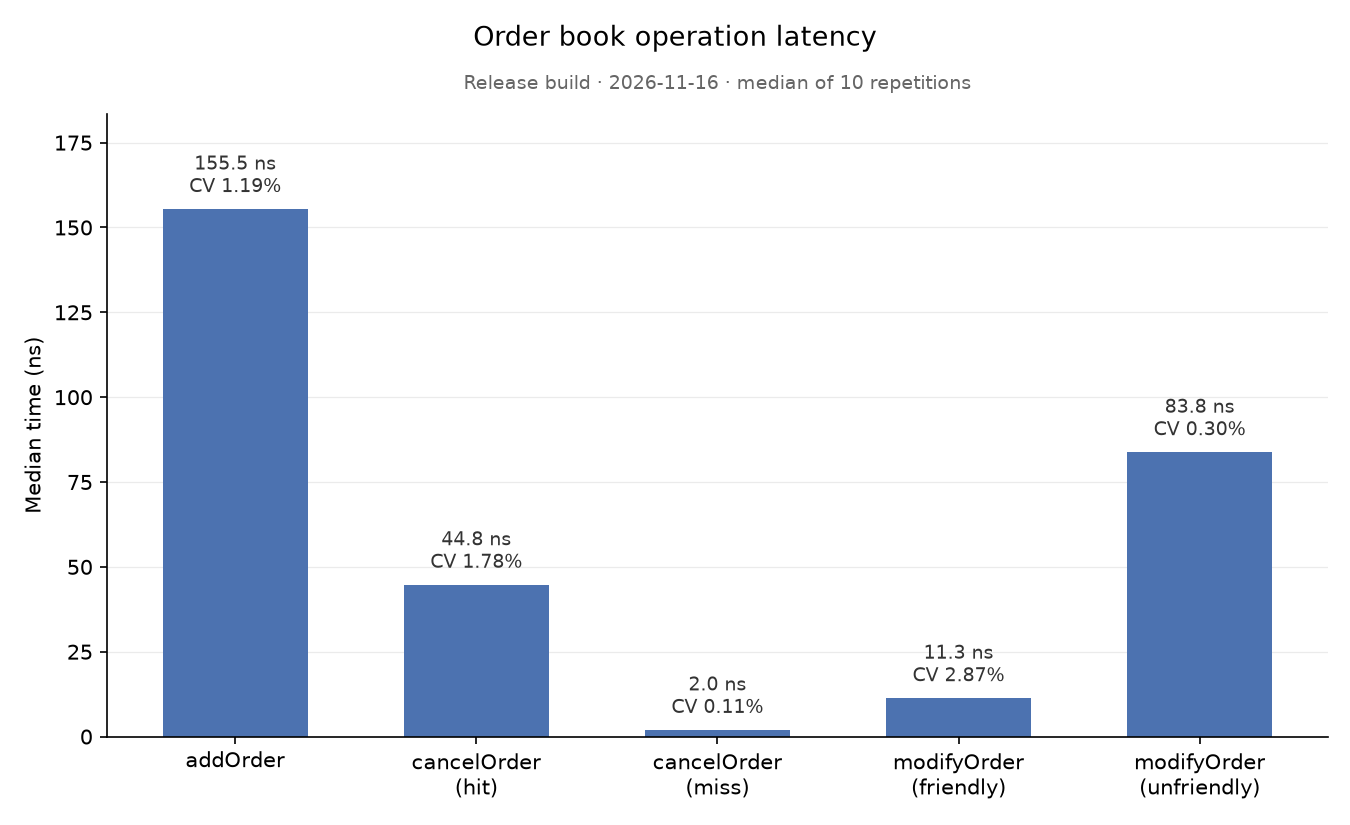 Order book operation latency
Release build · 2026-11-16 · median of 10 repetitions
Median time (ns)
175
150
125
100
75
50
25
0
155.5 ns
CV 1.19%
44.8 ns
CV 1.78%
2.0 ns
CV 0.11%
11.3 ns
CV 2.87%
83.8 ns
CV 0.30%
addOrder
cancelOrder
(hit)
cancelOrder
(miss)
modifyOrder
(friendly)
modifyOrder
(unfriendly)